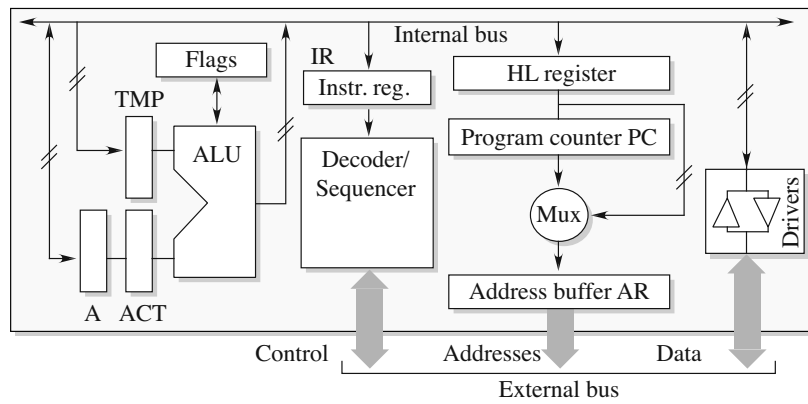 Internal bus
Flags
IR
HL register
TMP
Instr. reg.
ALU
Decoder/
Sequencer
Program counter PC
Mux
Drivers
Address buffer AR
A
ACT
Control
Addresses
Data
External bus